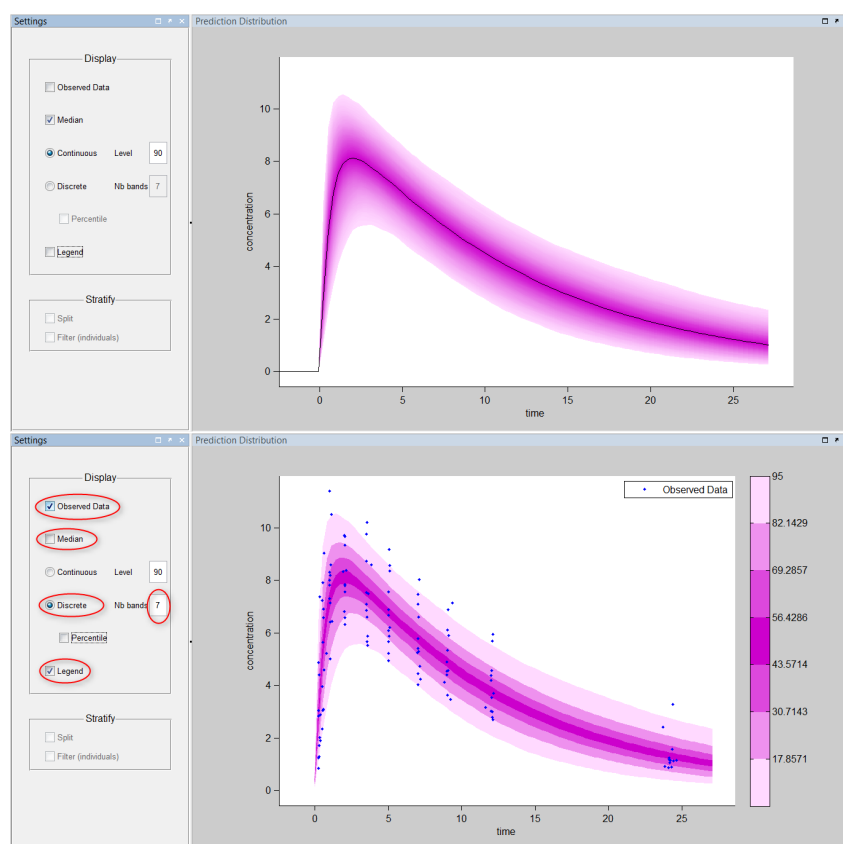 Settings
Display
Observed Data
Median
Continuous Level 90
Discrete Nb bands 7
Percentile
Legend
Stratify
Split
Filter (individuals)
Prediction Distribution
10
8
6
4
2
0
concentration
0 5 10 15 20 25
time
Settings
Display
Observed Data
Median
Continuous Level 90
Discrete Nb bands 7
Percentile
Legend
Stratify
Split
Filter (individuals)
Prediction Distribution
Observed Data
10
8
6
4
2
0
concentration
0 5 10 15 20 25
time
95
82.1429
69.2857
56.4286
43.5714
30.7143
17.8571